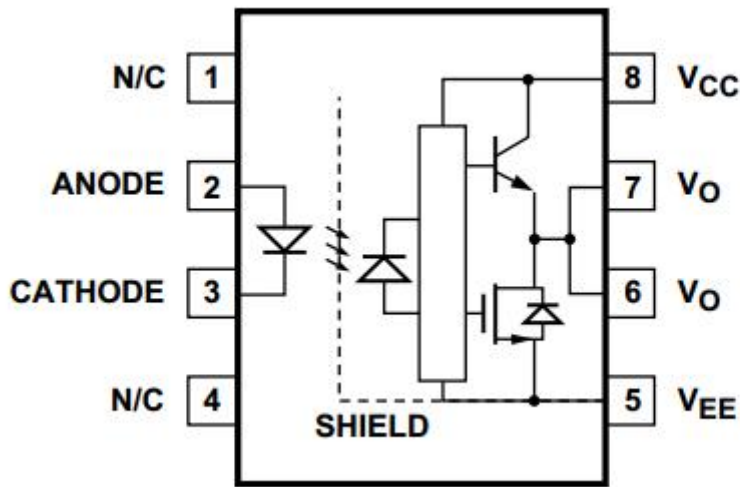 N/C 1 8 VCC
ANODE 2 7 VO
CATHODE 3 6 VO
N/C 4 5 VEE
SHIELD